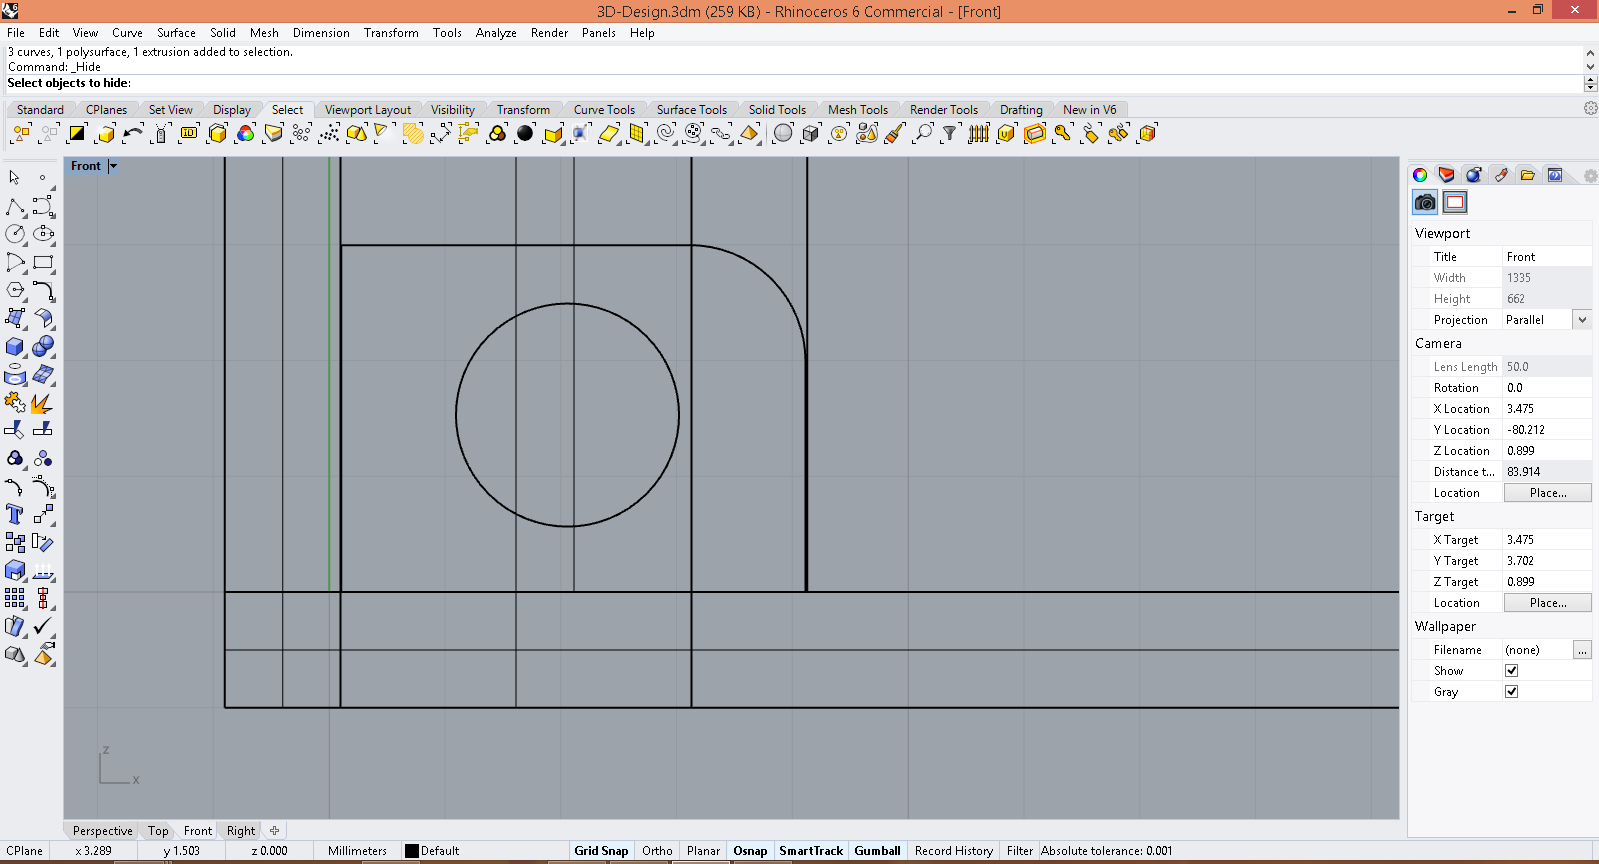 3D-Design.3dm (259 KB) - Rhinoceros 6 Commercial - [Front]
File Edit View Curve Surface Solid Mesh Dimension Transform Tools Analyze Render Panels Help
3 curves, 1 polysurface, 1 extrusion added to selection.
Command: _Hide
Select objects to hide:
Standard CPlanes Set View Display Select Viewport Layout Visibility Transform Curve Tools Surface Tools Solid Tools Mesh Tools Render Tools Drafting New in V6
Front
Viewport
Title Front
Width 1335
Height 662
Projection Parallel
Camera
Lens Length 50.0
Rotation 0.0
X Location 3.475
Y Location -80.212
Z Location 0.899
Distance t... 83.914
Location Place...
Target
X Target 3.475
Y Target 3.702
Z Target 0.899
Location Place...
Wallpaper
Filename (none) ...
Show
Gray
z
x
Perspective Top Front Right
CPlane x 3.289 y 1.503 z 0.000 Millimeters Default Grid Snap Ortho Planar Osnap SmartTrack Gumball Record History Filter Absolute tolerance: 0.001